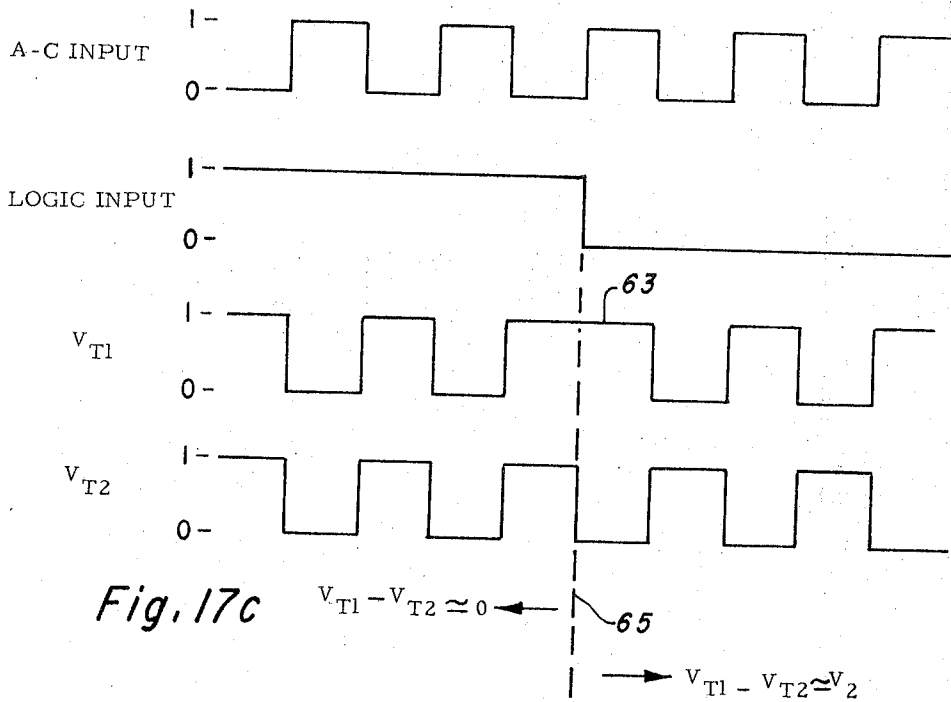 1-
A-C INPUT
0-
1-
LOGIC INPUT
0-
63
1-
V_T1
0-
1-
V_T2
0-
Fig. 17c
V_T1 - V_T2 ≃ 0
65
V_T1 - V_T2 ≃ V_2